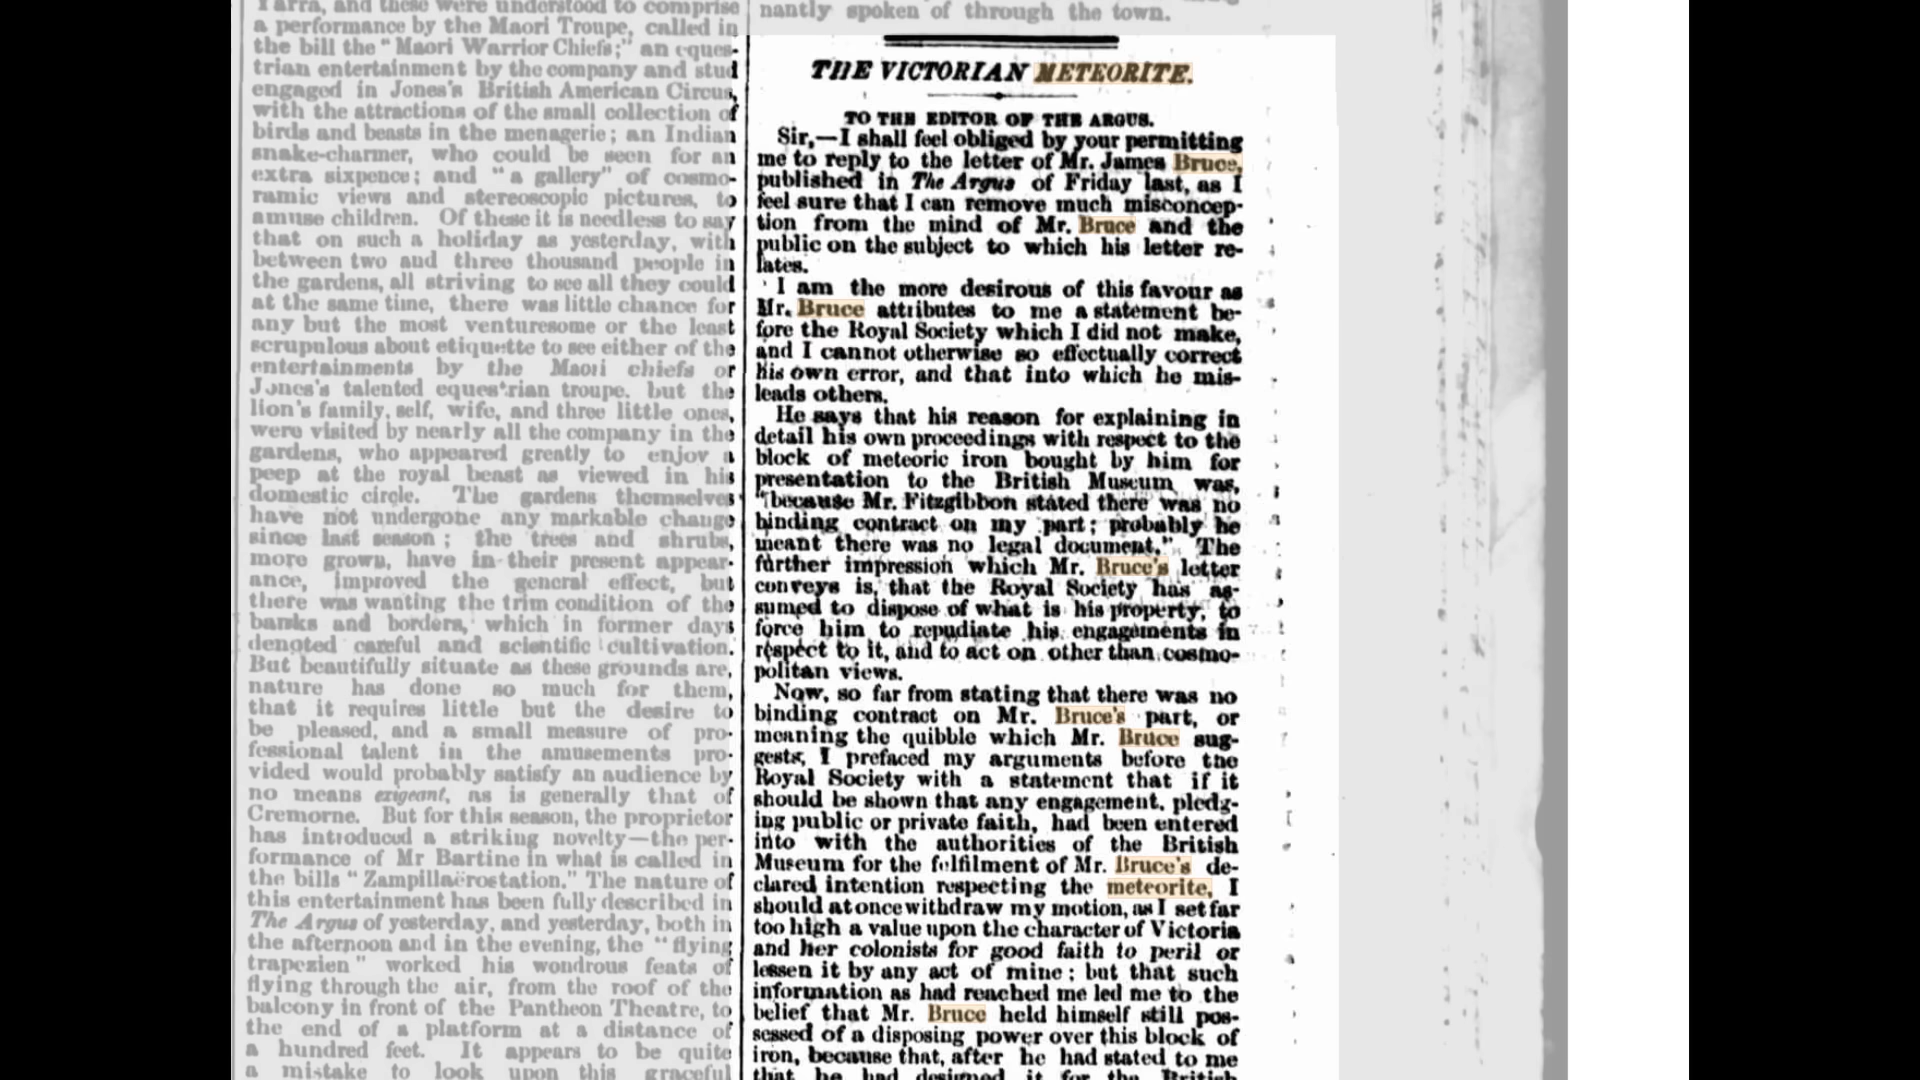 Yarra, and these were understood to comprise
a performance by the Maori Troupe, called in
the bill the "Maori Warrior Chiefs;" an eques-
trian entertainment by the company and stud
engaged in Jones's British American Circus,
with the attractions of the small collection of
birds and beasts in the menagerie; an Indian
snake-charmer, who could be seen for an
extra sixpence; and "a gallery" of cosmo-
ramic views and stereoscopic pictures, to
amuse children. Of these it is needless to say
that on such a holiday as yesterday, with
between two and three thousand people in
the gardens, all striving to see all they could
at the same time, there was little chance for
any but the most venturesome or the least
scrupulous about etiquette to see either of the
entertainments by the Maori chiefs or
Jones's talented equestrian troupe. but the
lion's family, self, wife, and three little ones,
were visited by nearly all the company in the
gardens, who appeared greatly to enjoy a
peep at the royal beast as viewed in his
domestic circle. The gardens themselves
have not undergone any markable change
since last season; the trees and shrubs,
more grown, have in their present appear-
ance, improved the general effect, but
there was wanting the trim condition of the
banks and borders, which in former days
denoted careful and scientific cultivation.
But beautifully situate as these grounds are,
nature has done so much for them,
that it requires little but the desire to
be pleased, and a small measure of pro-
fessional talent in the amusements pro-
vided would probably satisfy an audience by
no means exigeant, as is generally that of
Cremorne. But for this season, the proprietor
has introduced a striking novelty—the per-
formance of Mr Bartine in what is called in
the bills "Zampillaërostation." The nature of
this entertainment has been fully described in
The Argus of yesterday, and yesterday, both in
the afternoon and in the evening, the "flying
trapezien" worked his wondrous feats of
flying through the air, from the roof of the
balcony in front of the Pantheon Theatre, to
the end of a platform at a distance of
a hundred feet. It appears to be quite
a mistake to look upon this graceful
nantly spoken of through the town.
THE VICTORIAN METEORITE.
TO THE EDITOR OF THE ARGUS.
Sir,—I shall feel obliged by your permitting
me to reply to the letter of Mr. James Bruce,
published in The Argus of Friday last, as I
feel sure that I can remove much misconcep-
tion from the mind of Mr. Bruce and the
public on the subject to which his letter re-
lates.
I am the more desirous of this favour as
Mr. Bruce attributes to me a statement be-
fore the Royal Society which I did not make,
and I cannot otherwise so effectually correct
his own error, and that into which he mis-
leads others.
He says that his reason for explaining in
detail his own proceedings with respect to the
block of meteoric iron bought by him for
presentation to the British Museum was,
"because Mr. Fitzgibbon stated there was no
binding contract on my part; probably he
meant there was no legal document." The
further impression which Mr. Bruce's letter
conveys is, that the Royal Society has as-
sumed to dispose of what is his property, to
force him to repudiate his engagements in
respect to it, and to act on other than cosmo-
politan views.
Now, so far from stating that there was no
binding contract on Mr. Bruce's part, or
meaning the quibble which Mr. Bruce sug-
gests, I prefaced my arguments before the
Royal Society with a statement that if it
should be shown that any engagement, pledg-
ing public or private faith, had been entered
into with the authorities of the British
Museum for the fulfilment of Mr. Bruce's de-
clared intention respecting the meteorite, I
should at once withdraw my motion, as I set far
too high a value upon the character of Victoria
and her colonists for good faith to peril or
lessen it by any act of mine; but that such
information as had reached me led me to the
belief that Mr. Bruce held himself still pos-
sessed of a disposing power over this block of
iron, because that, after he had stated to me
that he had designed it for the British